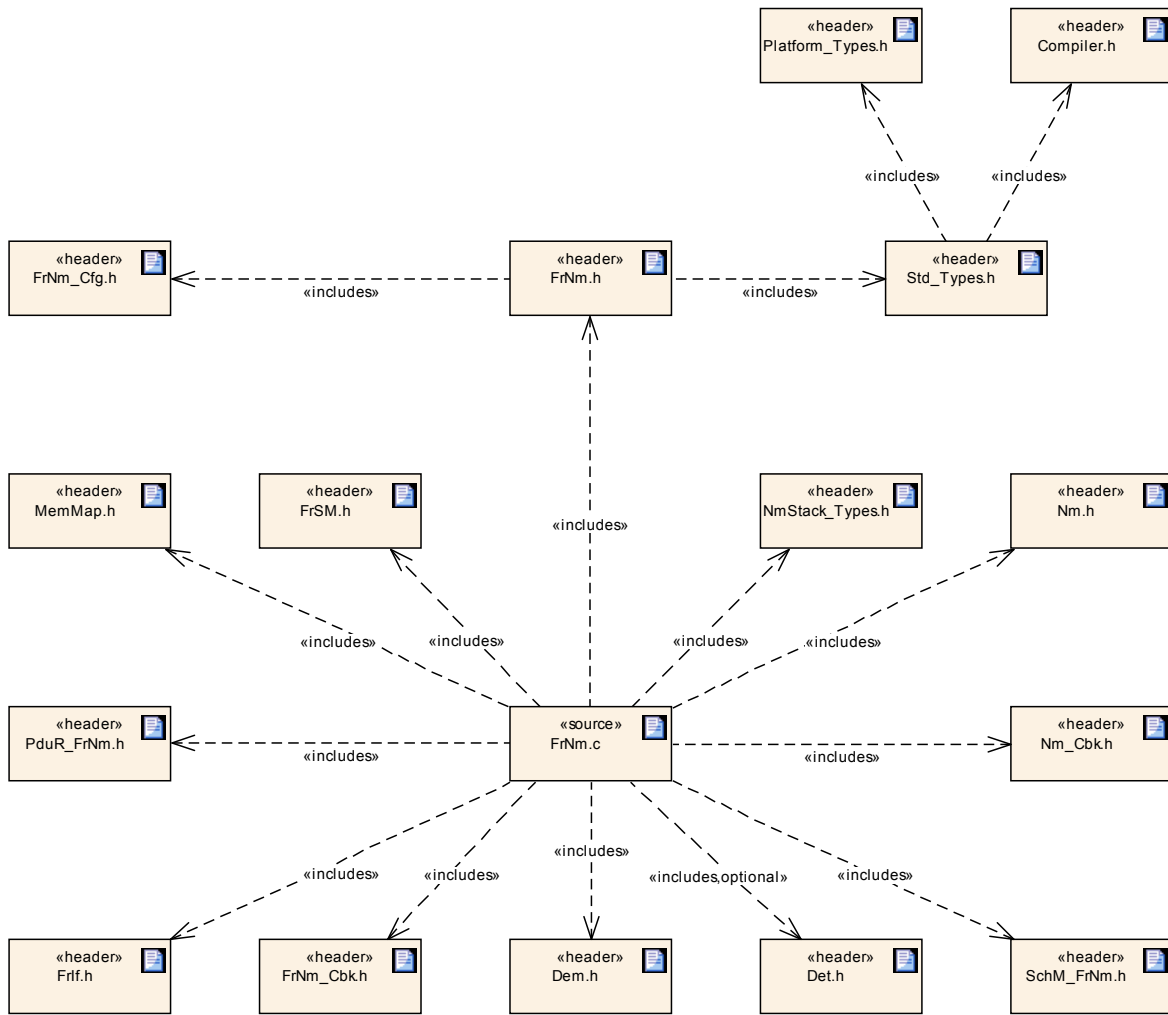 «header»
Platform_Types.h
«header»
Compiler.h
«includes»
«includes»
«header»
FrNm_Cfg.h
«header»
FrNm.h
«header»
Std_Types.h
«includes»
«includes»
«header»
MemMap.h
«header»
FrSM.h
«header»
NmStack_Types.h
«header»
Nm.h
«includes»
«includes»
«includes»
«includes»
«includes»
«header»
PduR_FrNm.h
«source»
FrNm.c
«header»
Nm_Cbk.h
«includes»
«includes»
«includes»
«includes»
«includes»
«includes,optional»
«includes»
«header»
FrIf.h
«header»
FrNm_Cbk.h
«header»
Dem.h
«header»
Det.h
«header»
SchM_FrNm.h